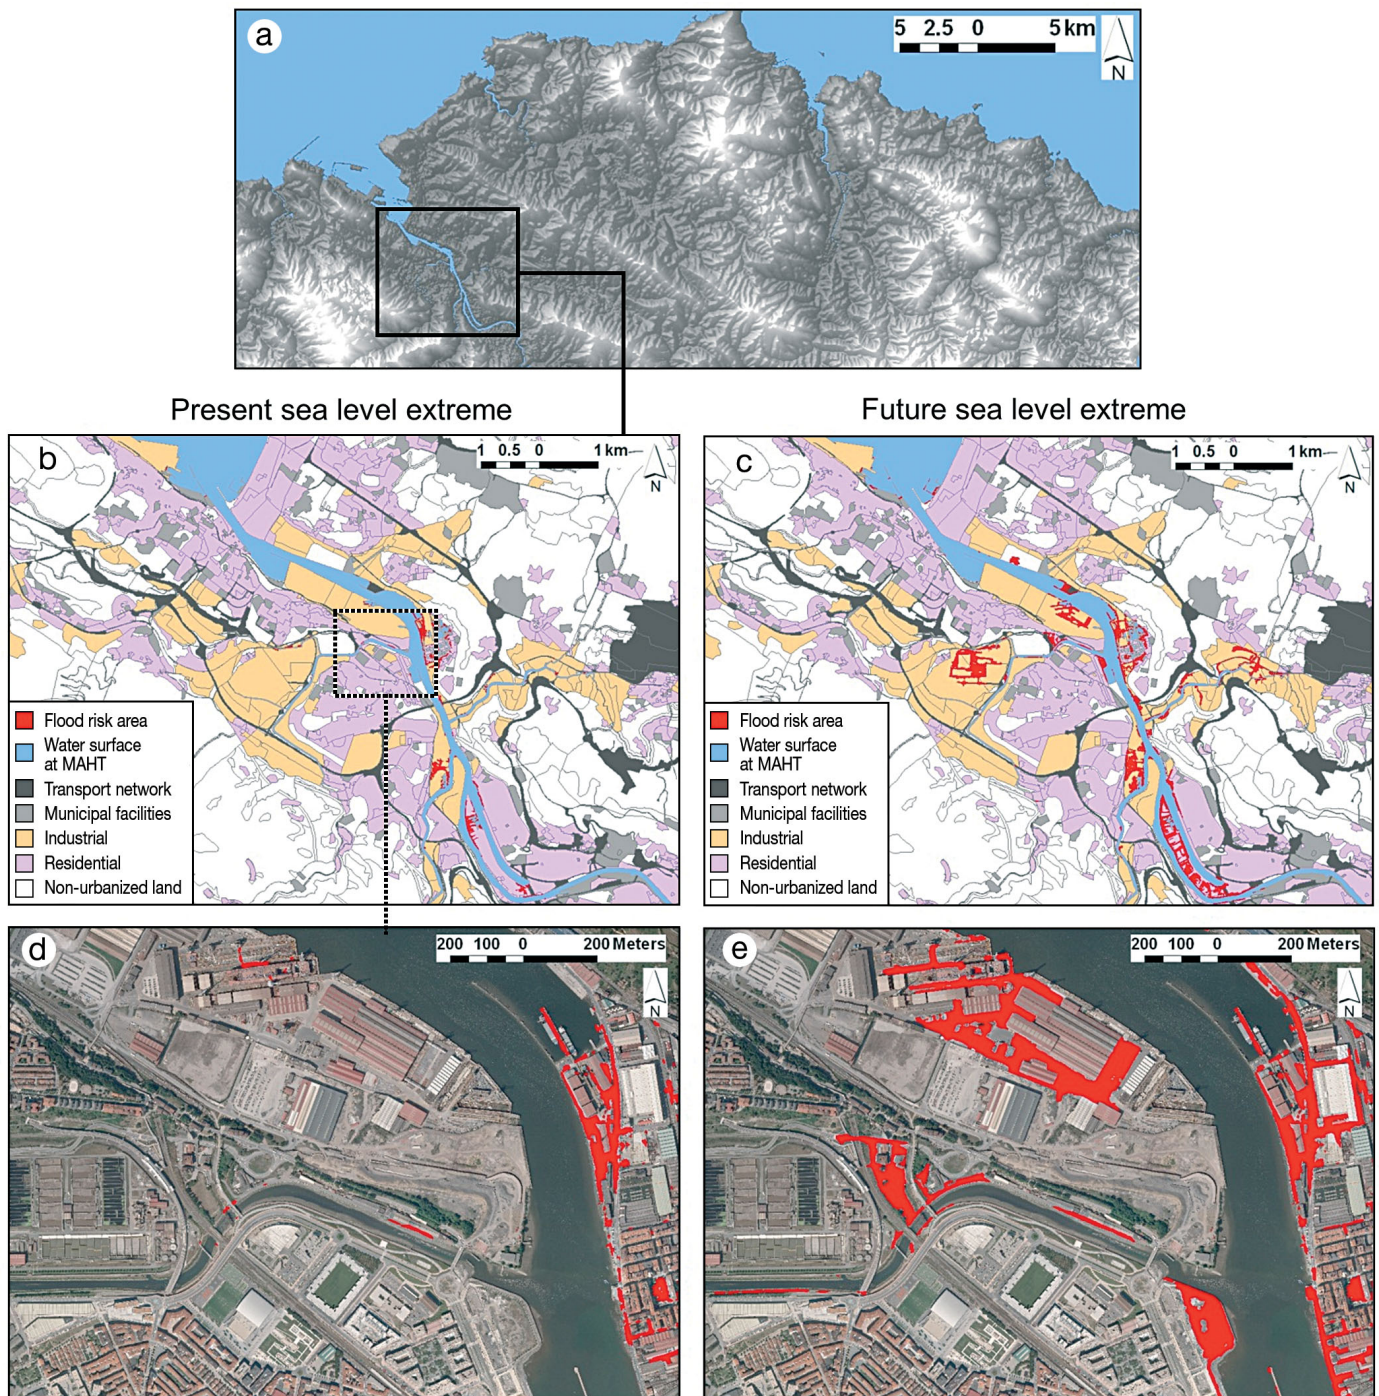 a
5 2.5 0 5 km
N
Present sea level extreme
Future sea level extreme
b
1 0.5 0 1 km
N
Flood risk area
Water surface
at MAHT
Transport network
Municipal facilities
Industrial
Residential
Non-urbanized land
c
1 0.5 0 1 km
N
Flood risk area
Water surface
at MAHT
Transport network
Municipal facilities
Industrial
Residential
Non-urbanized land
d
200 100 0 200 Meters
N
e
200 100 0 200 Meters
N